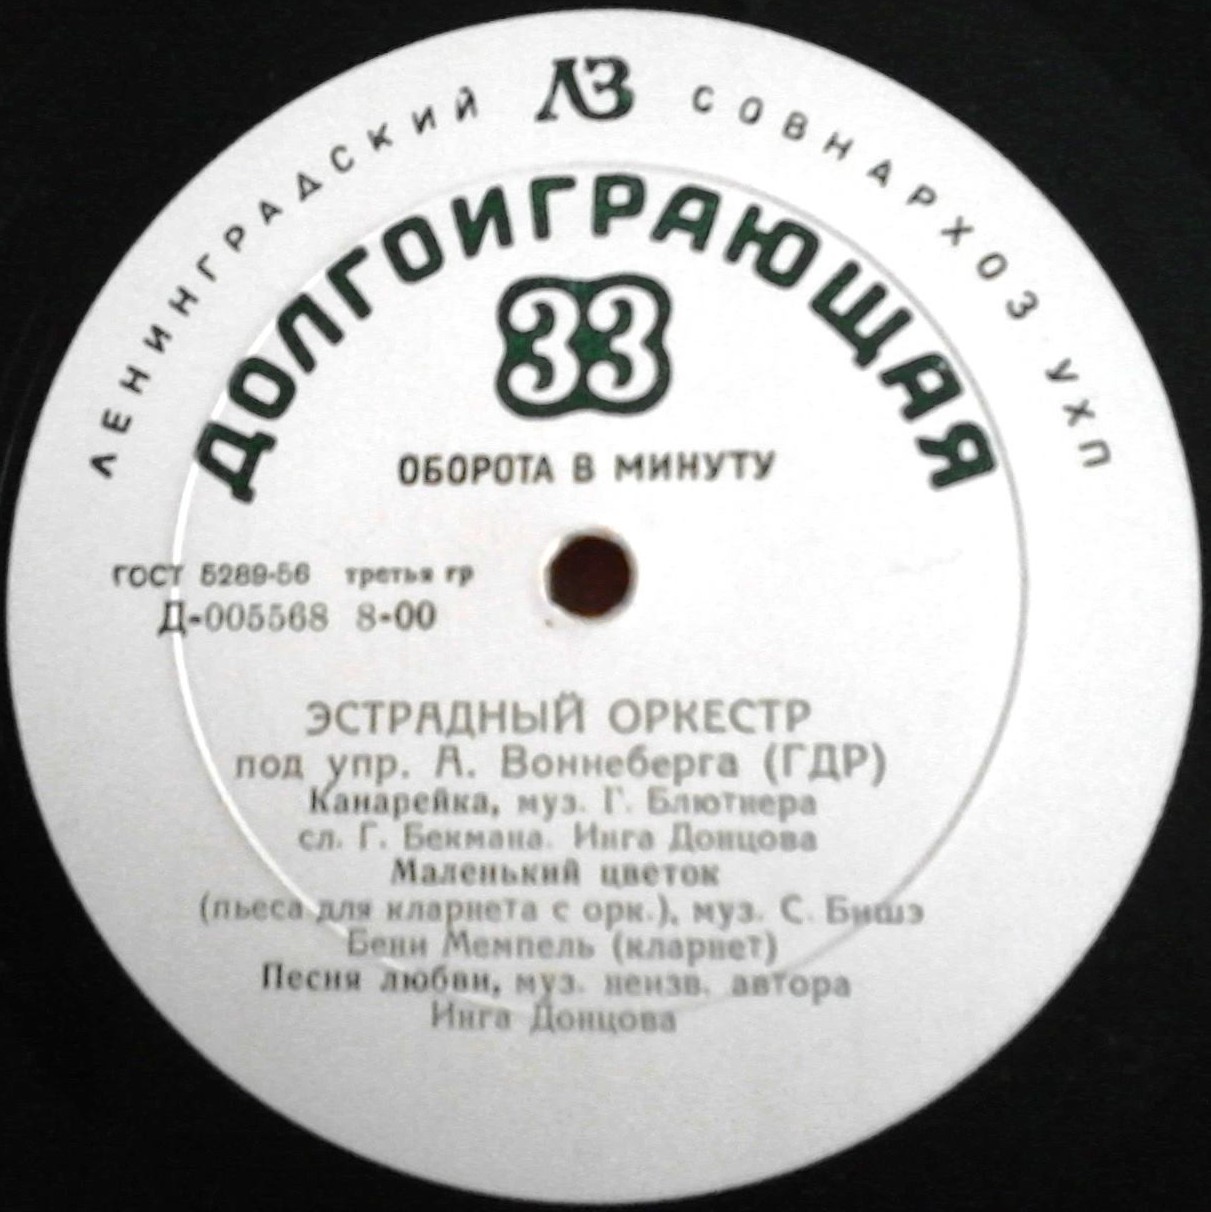 ЛЕНИНГРАДСКИЙ ЛЗ СОВНАРХОЗ УХП
ДОЛГОИГРАЮЩАЯ
33
ОБОРОТА В МИНУТУ
ГОСТ 5289-56 третья гр
Д-005568 8-00
ЭСТРАДНЫЙ ОРКЕСТР
под упр. А. Воннеберга (ГДР)
Канарейка, муз. Г. Блютнера
сл. Г. Бекмана. Инга Донцова
Маленький цветок
(пьеса для кларнета с орк.), муз. С. Бишэ
Бени Мемпель (кларнет)
Песня любви, муз. неизв. автора
Инга Донцова